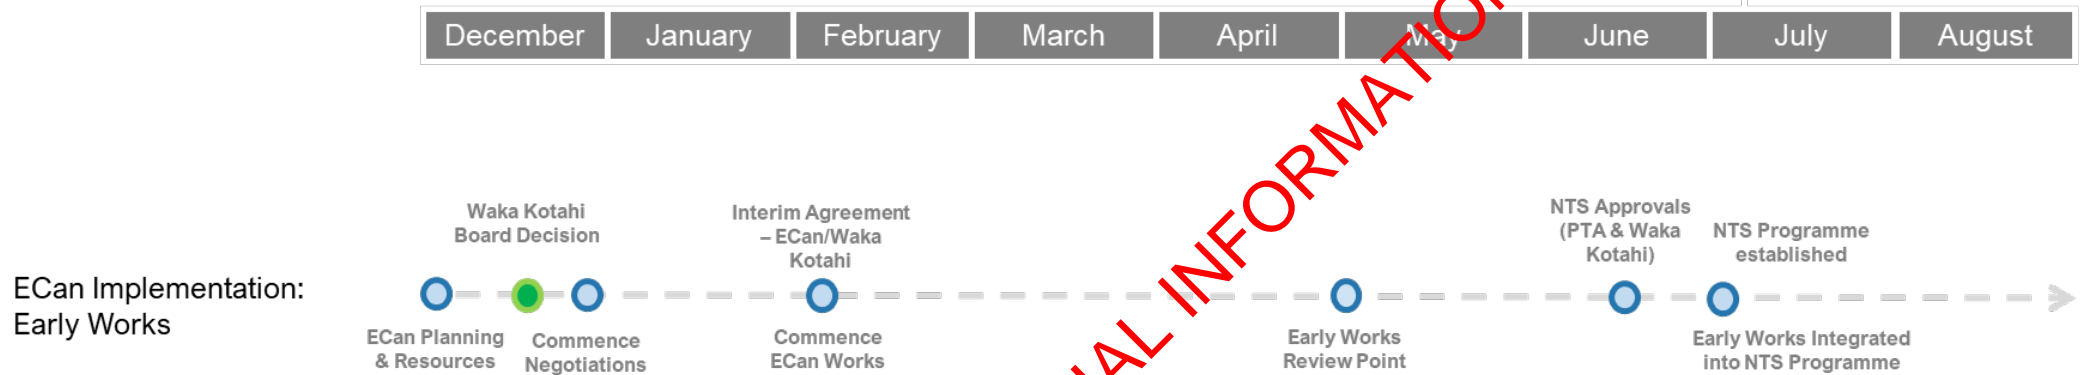 December January February March April May June July August
Waka Kotahi
Board Decision
Interim Agreement
– ECan/Waka
Kotahi
NTS Approvals
(PTA & Waka
Kotahi)
NTS Programme
established
ECan Implementation:
Early Works
ECan Planning
& Resources
Commence
Negotiations
Commence
ECan Works
Early Works
Review Point
Early Works Integrated
into NTS Programme
INFORMATION